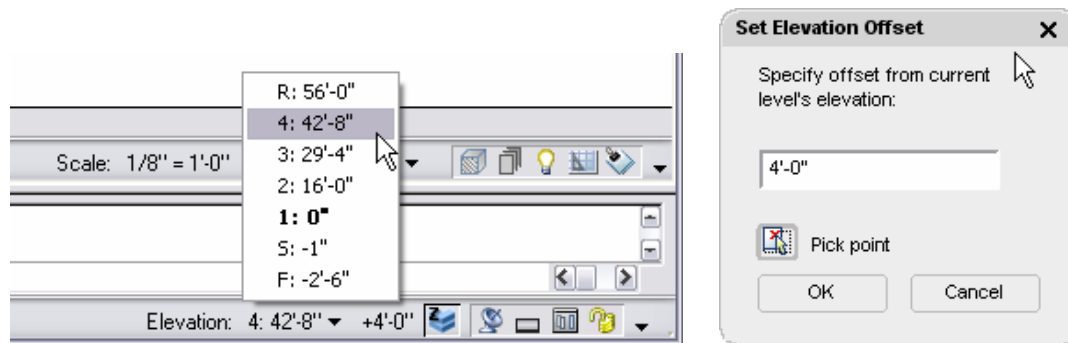 R: 56'-0"
4: 42'-8"
3: 29'-4"
2: 16'-0"
1: 0"
S: -1"
F: -2'-6"
Scale: 1/8" = 1'-0"
Elevation: 4: 42'-8" +4'-0"
Z
Set Elevation Offset
Specify offset from current
level's elevation:
4'-0"
Pick point
OK Cancel